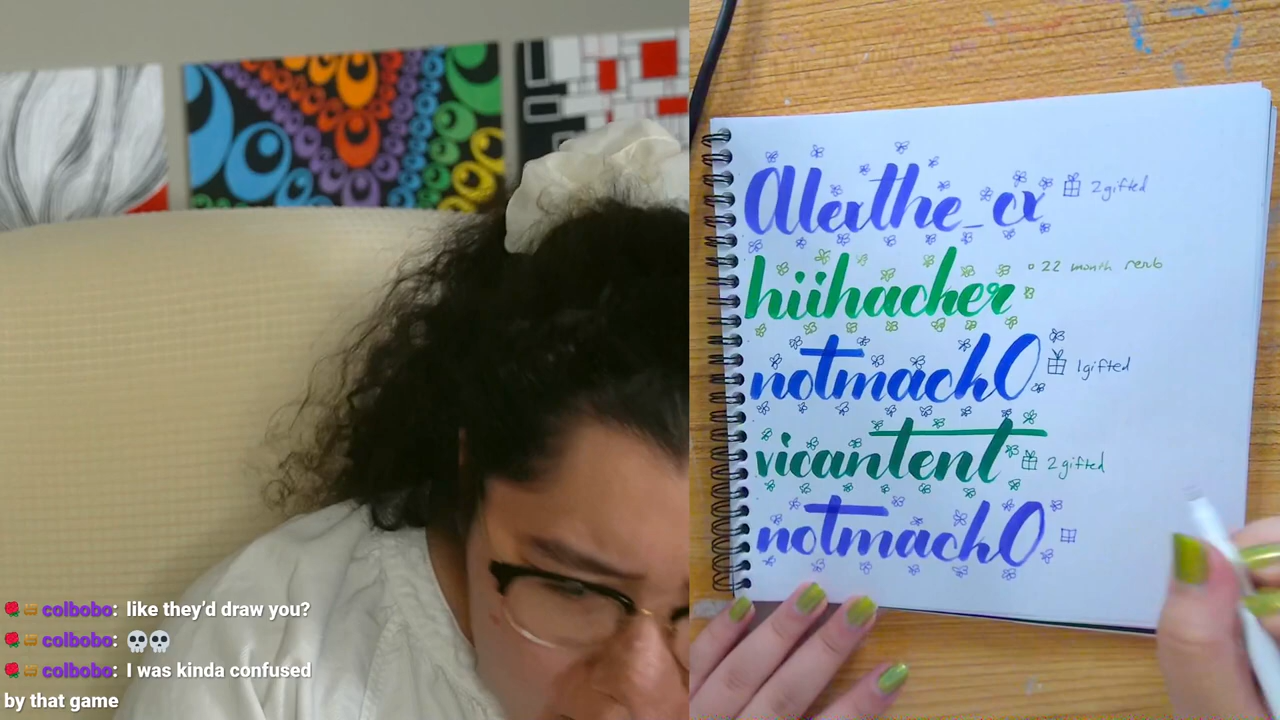 Alexthe_cx 2 gifted
hiihacher 22 month resub
notmach0 1 gifted
vicantent 2 gifted
notmach0
colbobo: like they'd draw you?
colbobo: 💀💀
colbobo: I was kinda confused
by that game